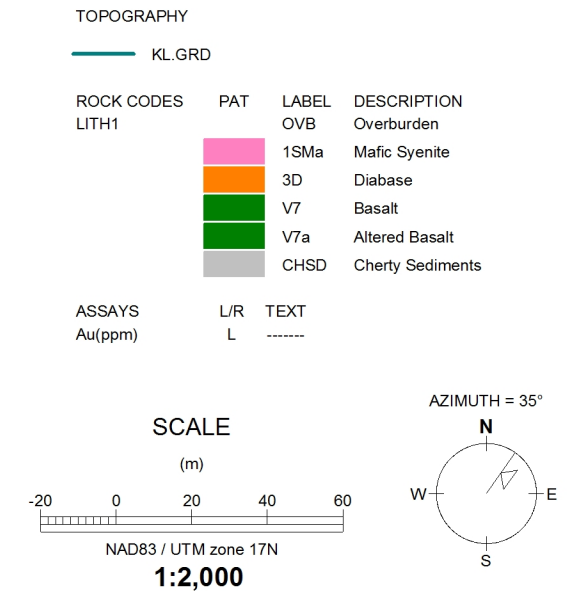 TOPOGRAPHY
KL.GRD
ROCK CODES PAT LABEL DESCRIPTION
LITH1 OVB Overburden
1SMa Mafic Syenite
3D Diabase
V7 Basalt
V7a Altered Basalt
CHSD Cherty Sediments
ASSAYS L/R TEXT
Au(ppm) L -------
AZIMUTH = 35°
N
W E
S
SCALE
(m)
-20 0 20 40 60
NAD83 / UTM zone 17N
1:2,000